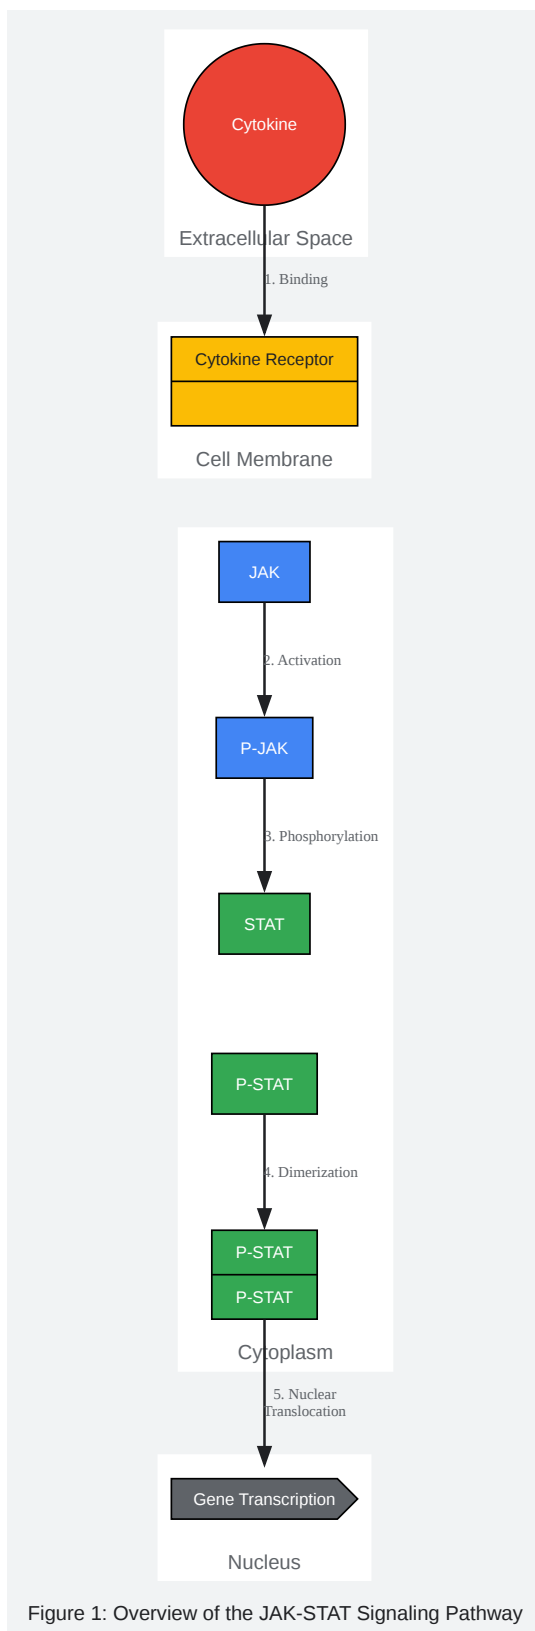 Cytokine
Extracellular Space
1. Binding
Cytokine Receptor
Cell Membrane
JAK
2. Activation
P-JAK
3. Phosphorylation
STAT
P-STAT
4. Dimerization
P-STAT
P-STAT
Cytoplasm
5. Nuclear
Translocation
Gene Transcription
Nucleus
Figure 1: Overview of the JAK-STAT Signaling Pathway